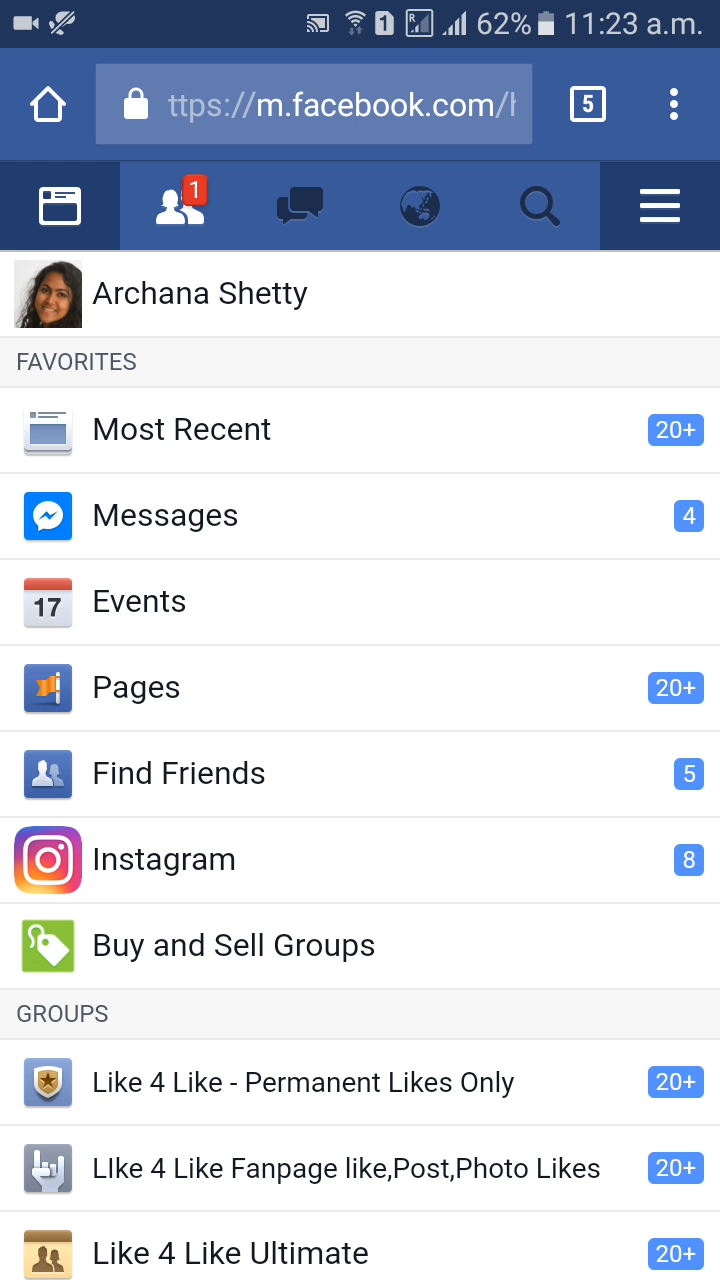 62% 11:23 a.m.
ttps://m.facebook.com/h
5
1
Archana Shetty
FAVORITES
Most Recent 20+
Messages 4
17 Events
Pages 20+
Find Friends 5
Instagram 8
Buy and Sell Groups
GROUPS
Like 4 Like - Permanent Likes Only 20+
LIke 4 Like Fanpage like,Post,Photo Likes 20+
Like 4 Like Ultimate 20+